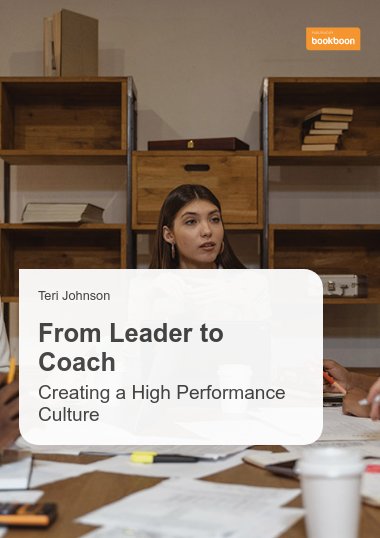 bookboon
Teri Johnson
From Leader to
Coach
Creating a High Performance
Culture